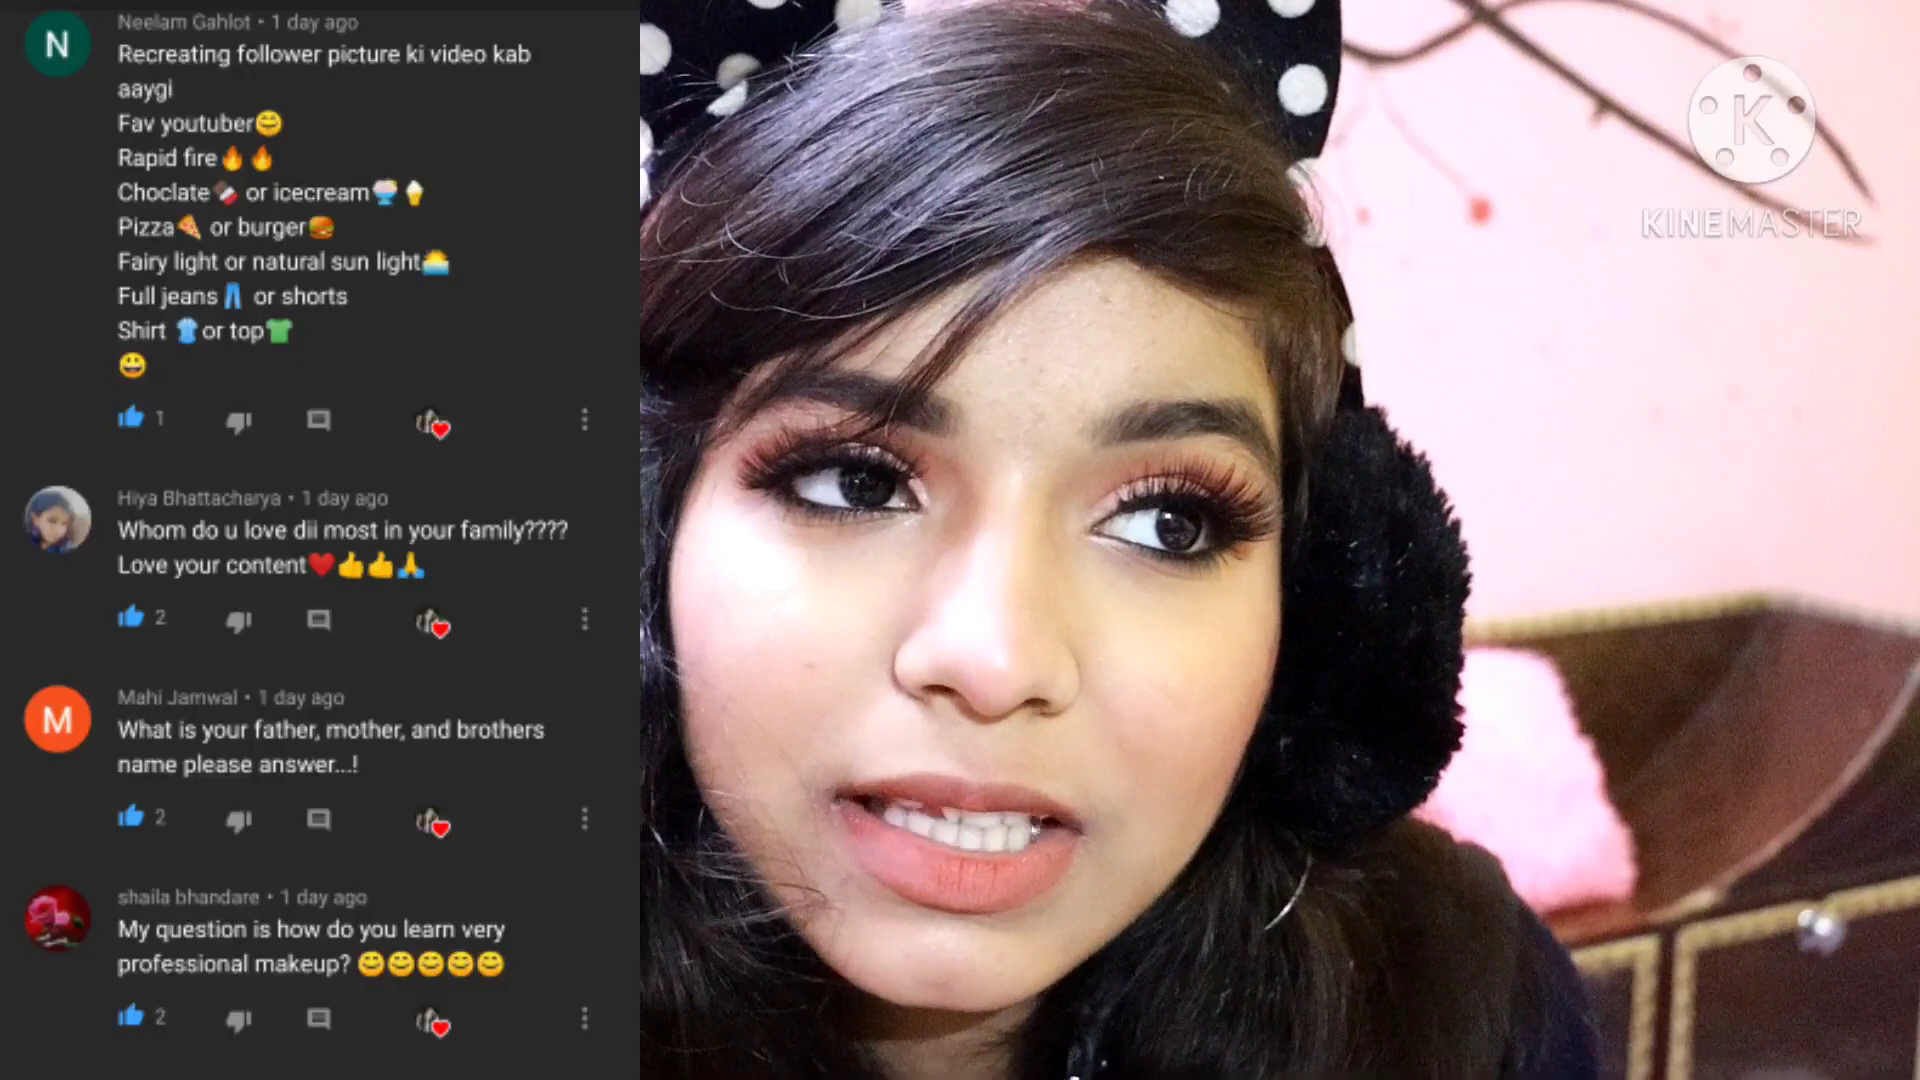 Neelam Gahlot • 1 day ago
N
Recreating follower picture ki video kab
aaygi
Fav youtuber😄
Rapid fire🔥🔥
Choclate🍫 or icecream🍧🍦
Pizza🍕 or burger🍔
Fairy light or natural sun light🌅
Full jeans👖 or shorts
Shirt 👚or top👕
😃
1
Hiya Bhattacharya • 1 day ago
Whom do u love dii most in your family????
Love your content❤️👍👍🙏
2
Mahi Jamwal • 1 day ago
M
What is your father, mother, and brothers
name please answer...!
2
shaila bhandare • 1 day ago
My question is how do you learn very
professional makeup? 😊😊😊😊😊
2
K
KINEMASTER